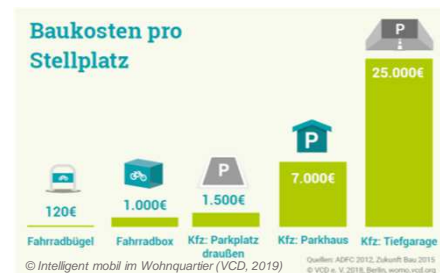 Baukosten pro
Stellplatz
P
25.000€
P
7.000€
P
1.500€
1.000€
120€
Fahrradbügel
Fahrradbox
Kfz: Parkplatz
draußen
Kfz: Parkhaus
Kfz: Tiefgarage
Quellen: ADFC 2012, Zukunft Bau 2015
© VCD e. V. 2018, Berlin, womo.vcd.org
© Intelligent mobil im Wohnquartier (VCD, 2019)